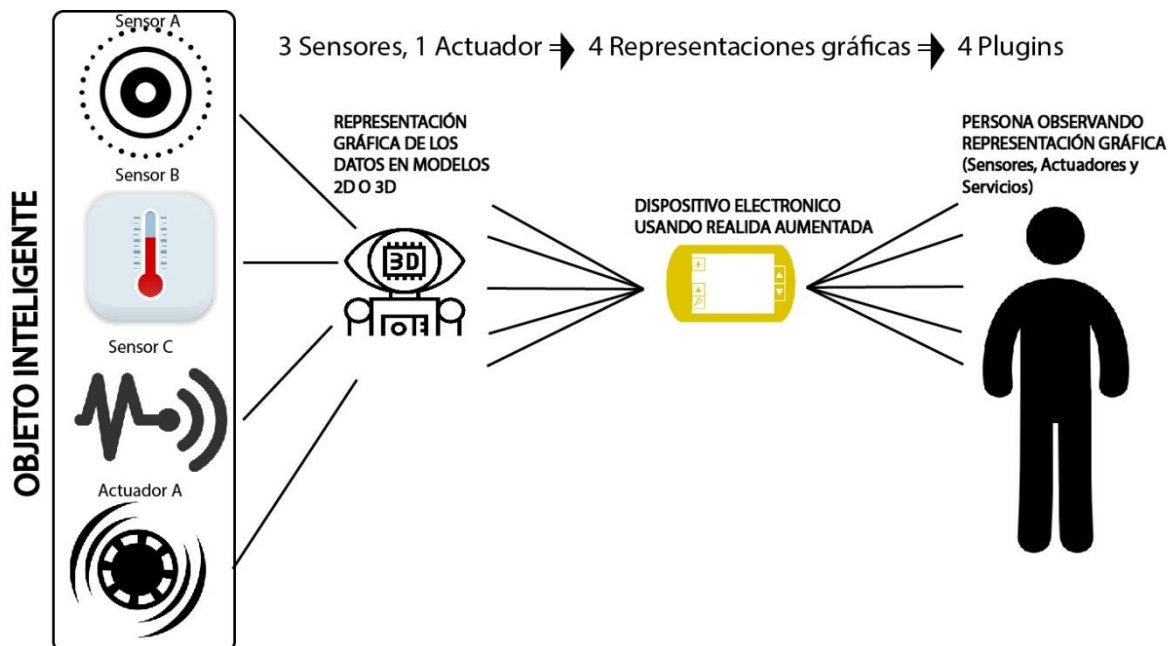 Sensor A
3 Sensores, 1 Actuador ⇒ 4 Representaciones gráficas ⇒ 4 Plugins
REPRESENTACIÓN
GRÁFICA DE LOS
DATOS EN MODELOS
2D O 3D
PERSONA OBSERVANDO
REPRESENTACIÓN GRÁFICA
(Sensores, Actuadores y
Servicios)
Sensor B
DISPOSITIVO ELECTRONICO
USANDO REALIDA AUMENTADA
3D
Sensor C
Actuador A
OBJETO INTELIGENTE